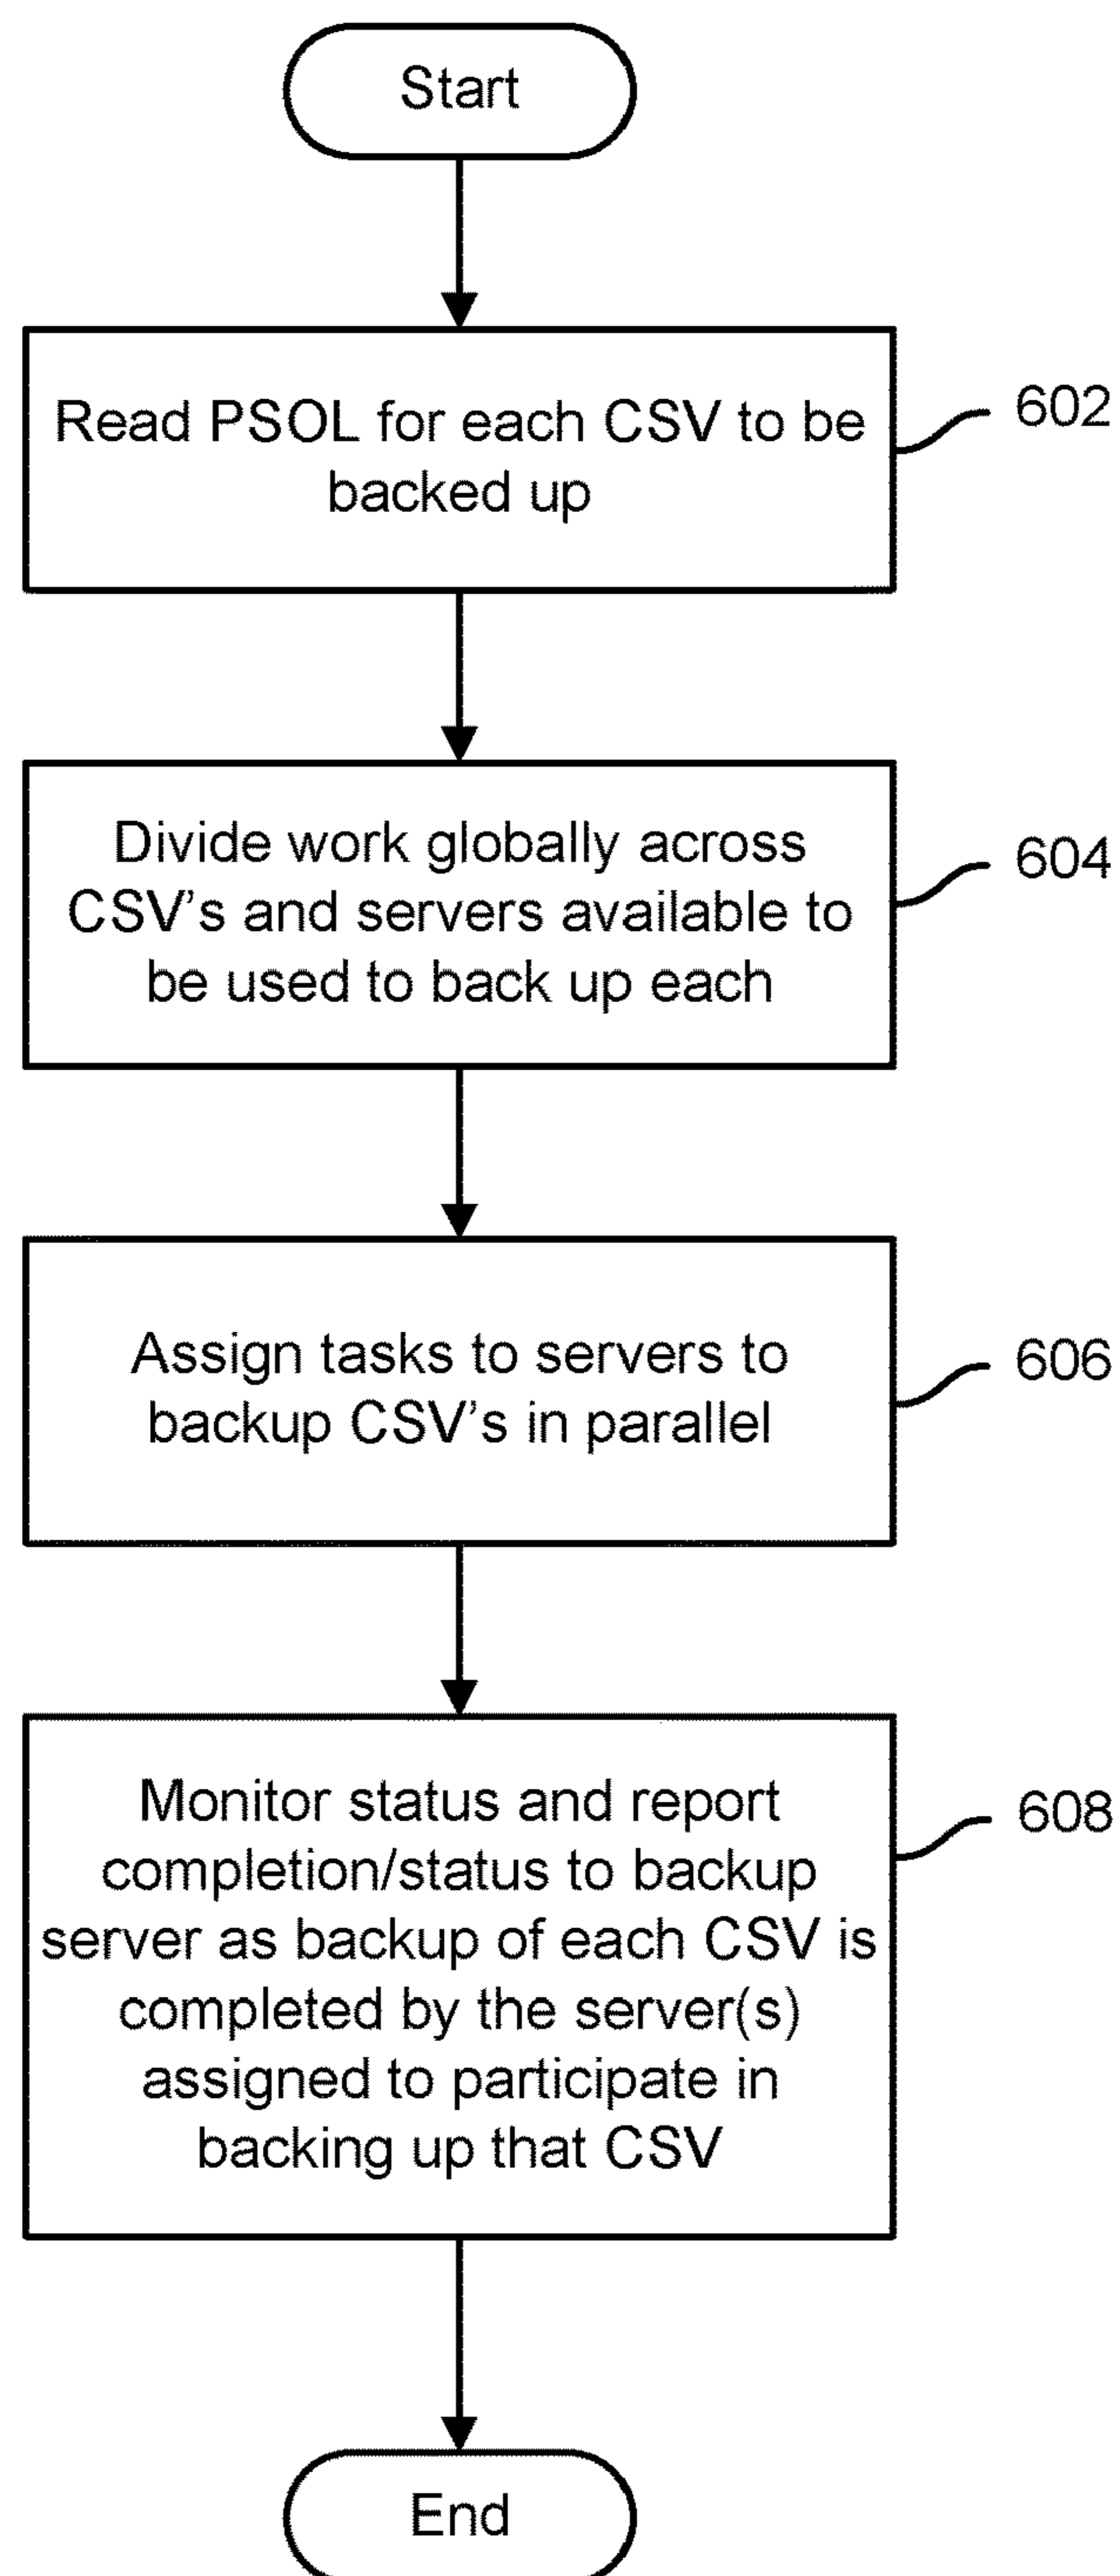 Start
Read PSOL for each CSV to be
backed up
602
Divide work globally across
CSV's and servers available to
be used to back up each
604
Assign tasks to servers to
backup CSV's in parallel
606
Monitor status and report
completion/status to backup
server as backup of each CSV is
completed by the server(s)
assigned to participate in
backing up that CSV
608
End